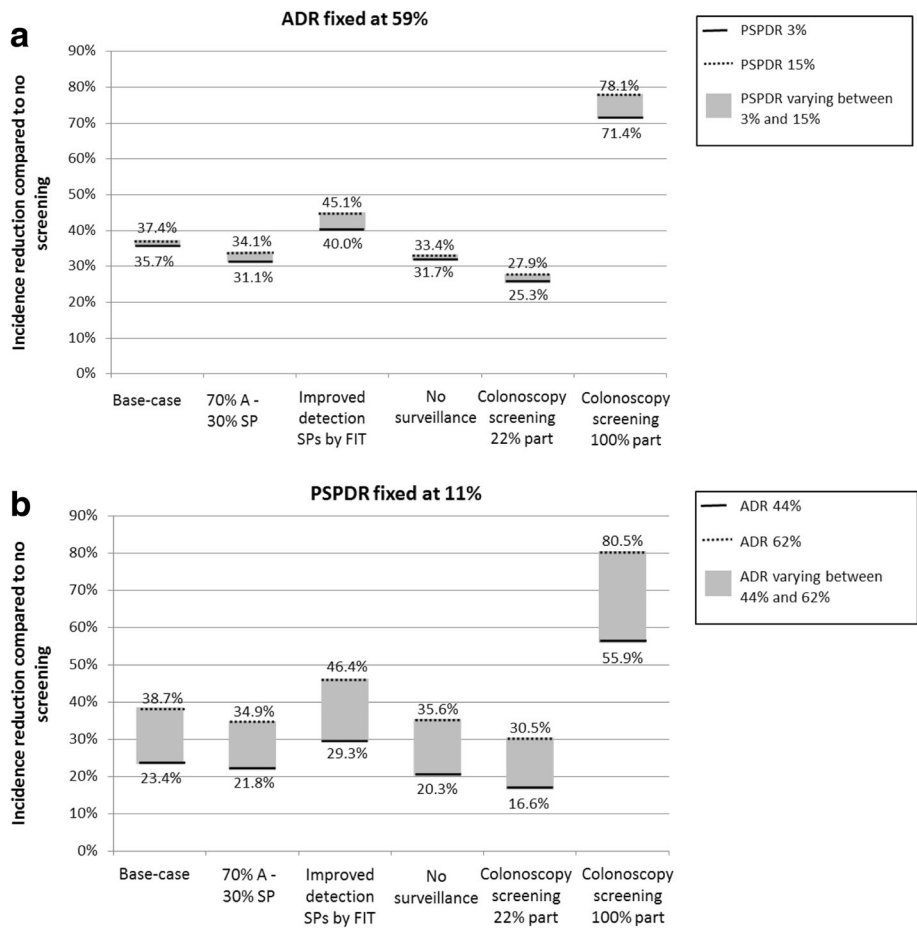 a
ADR fixed at 59%
Incidence reduction compared to no
screening
90%
80%
70%
60%
50%
40%
30%
20%
10%
0%
37.4%
35.7%
34.1%
31.1%
45.1%
40.0%
33.4%
31.7%
27.9%
25.3%
78.1%
71.4%
Base-case
70% A -
30% SP
Improved
detection
SPs by FIT
No
surveillance
Colonoscopy
screening
22% part
Colonoscopy
screening
100% part
PSPDR 3%
PSPDR 15%
PSPDR varying between
3% and 15%
b
PSPDR fixed at 11%
Incidence reduction compared to no
screening
90%
80%
70%
60%
50%
40%
30%
20%
10%
0%
38.7%
23.4%
34.9%
21.8%
46.4%
29.3%
35.6%
20.3%
30.5%
16.6%
80.5%
55.9%
Base-case
70% A -
30% SP
Improved
detection
SPs by FIT
No
surveillance
Colonoscopy
screening
22% part
Colonoscopy
screening
100% part
ADR 44%
ADR 62%
ADR varying between
44% and 62%